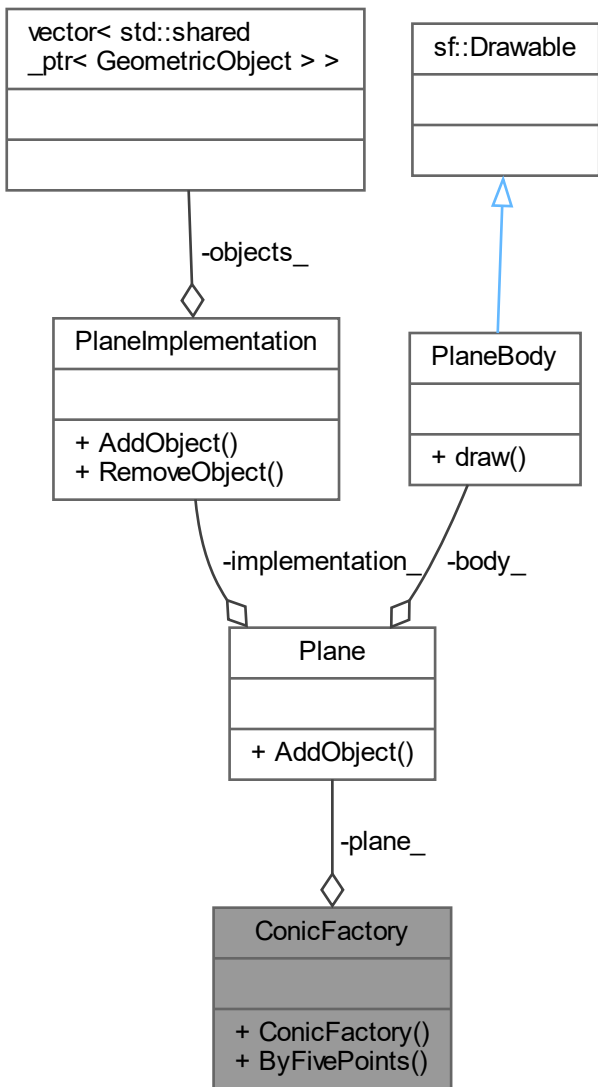 vector< std::shared
_ptr< GeometricObject > >
sf::Drawable
-objects_
PlaneImplementation
+ AddObject()
+ RemoveObject()
PlaneBody
+ draw()
-implementation_
-body_
Plane
+ AddObject()
-plane_
ConicFactory
+ ConicFactory()
+ ByFivePoints()